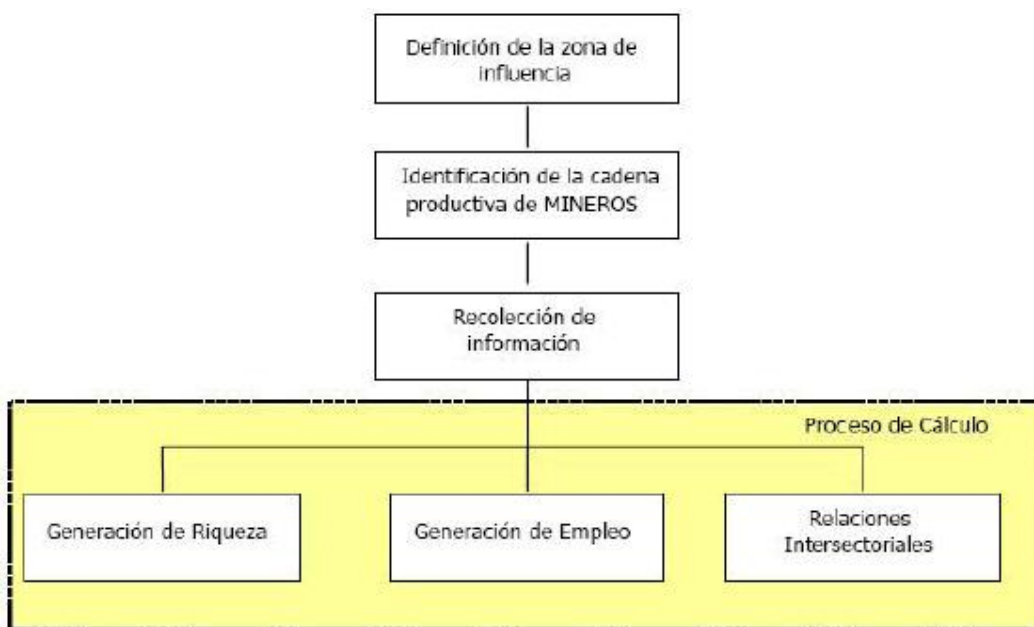 Definición de la zona de
influencia
Identificación de la cadena
productiva de MINEROS
Recolección de
información
Proceso de Cálculo
Generación de Riqueza
Generación de Empleo
Relaciones
Intersectoriales